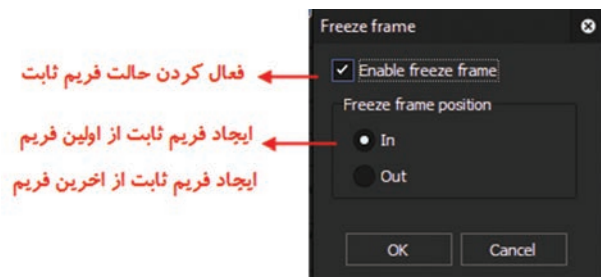 Freeze frame
Enable freeze frame
فعال کردن حالت فریم ثابت
Freeze frame position
In
ایجاد فریم ثابت از اولین فریم
Out
ایجاد فریم ثابت از اخرین فریم
OK
Cancel